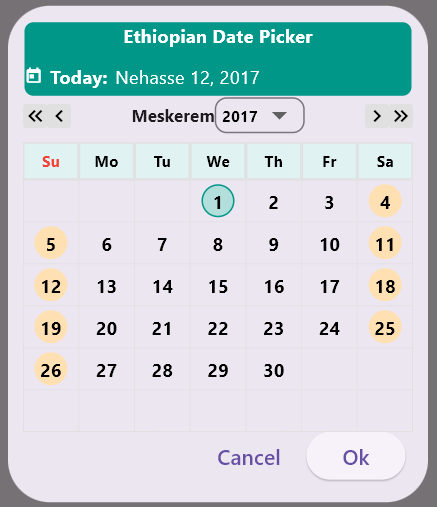 Ethiopian Date Picker
Today: Nehasse 12, 2017
Meskerem 2017
Su Mo Tu We Th Fr Sa
1 2 3 4
5 6 7 8 9 10 11
12 13 14 15 16 17 18
19 20 21 22 23 24 25
26 27 28 29 30
Cancel Ok